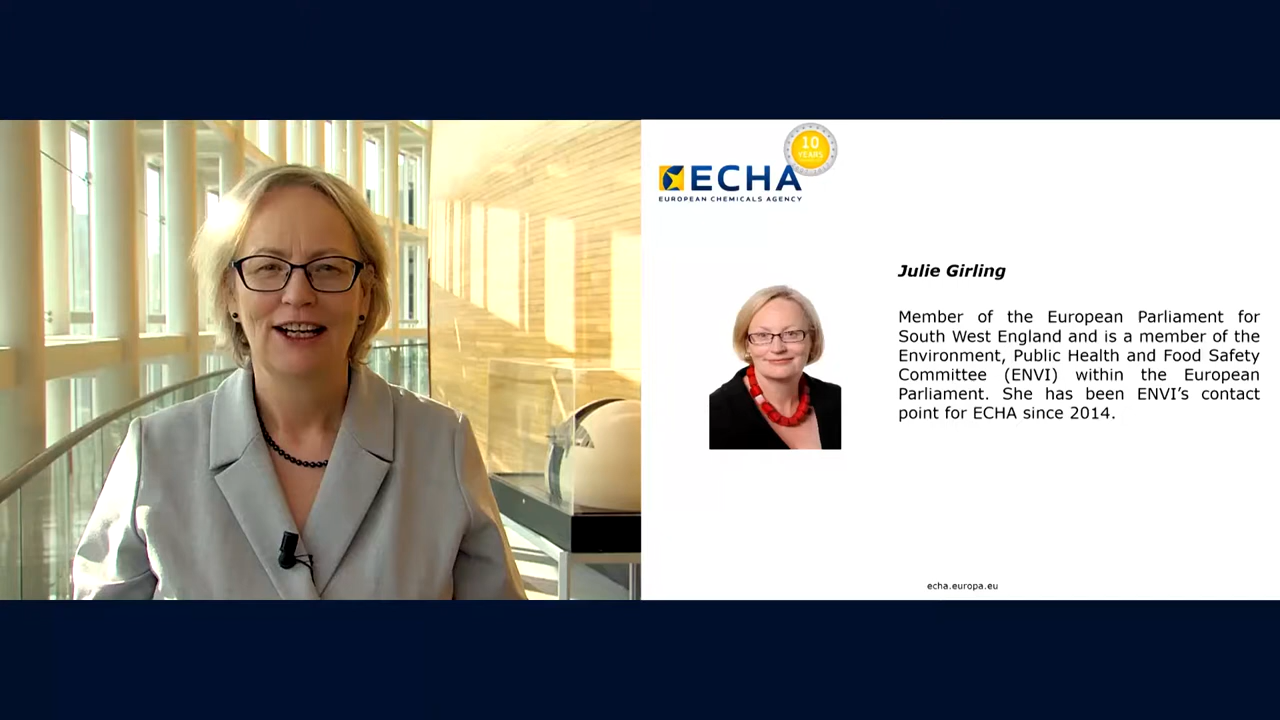 10
YEARS
ECHA
EUROPEAN CHEMICALS AGENCY
Julie Girling
Member of the European Parliament for
South West England and is a member of the
Environment, Public Health and Food Safety
Committee (ENVI) within the European
Parliament. She has been ENVI’s contact
point for ECHA since 2014.
echa.europa.eu